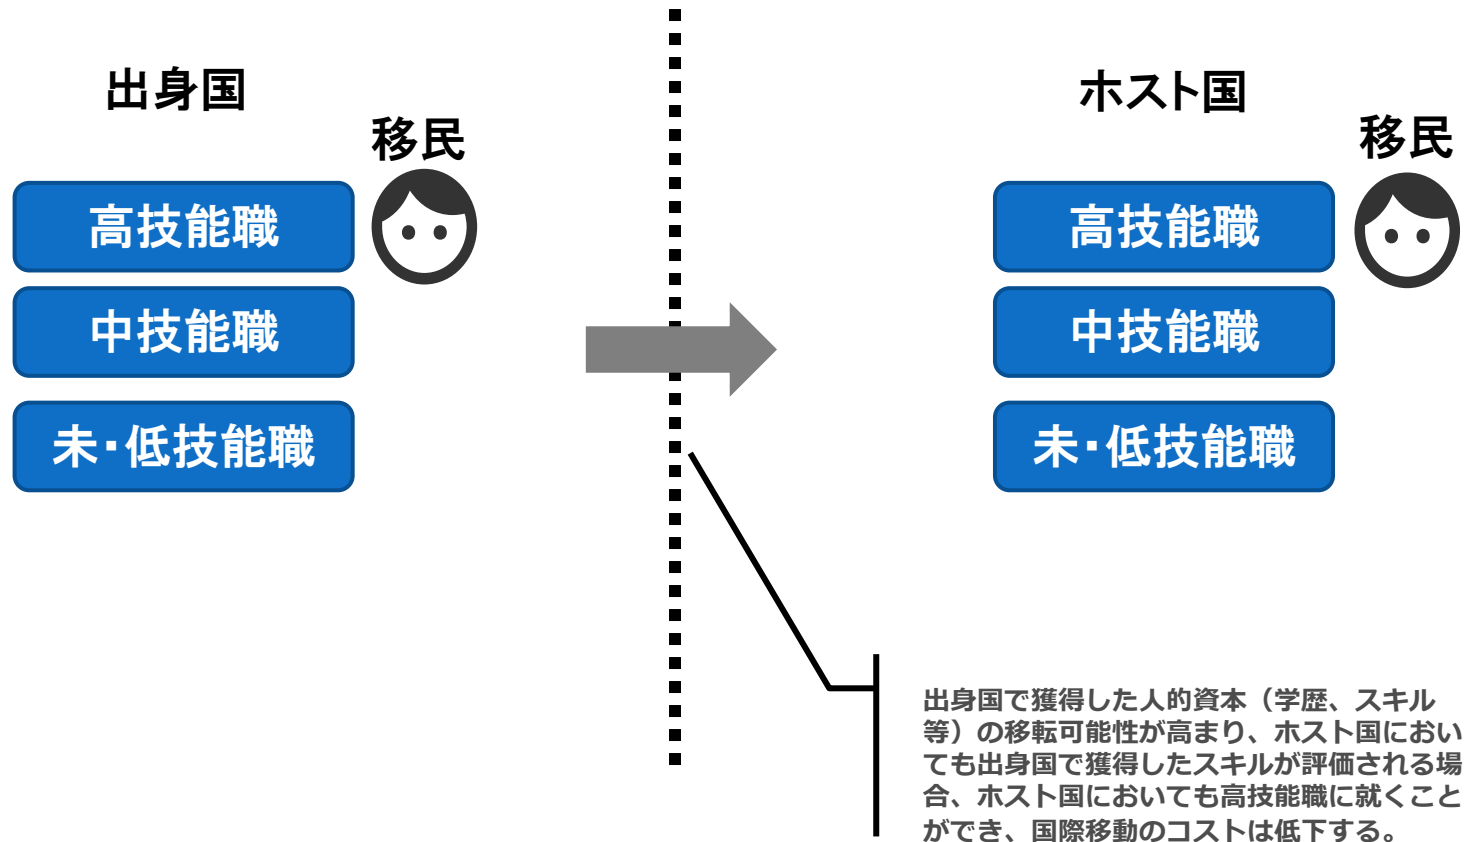 出身国
移民
高技能職
中技能職
未・低技能職
ホスト国
移民
高技能職
中技能職
未・低技能職
出身国で獲得した人的資本（学歴、スキル
等）の移転可能性が高まり、ホスト国におい
ても出身国で獲得したスキルが評価される場
合、ホスト国においても高技能職に就くこと
ができ、国際移動のコストは低下する。